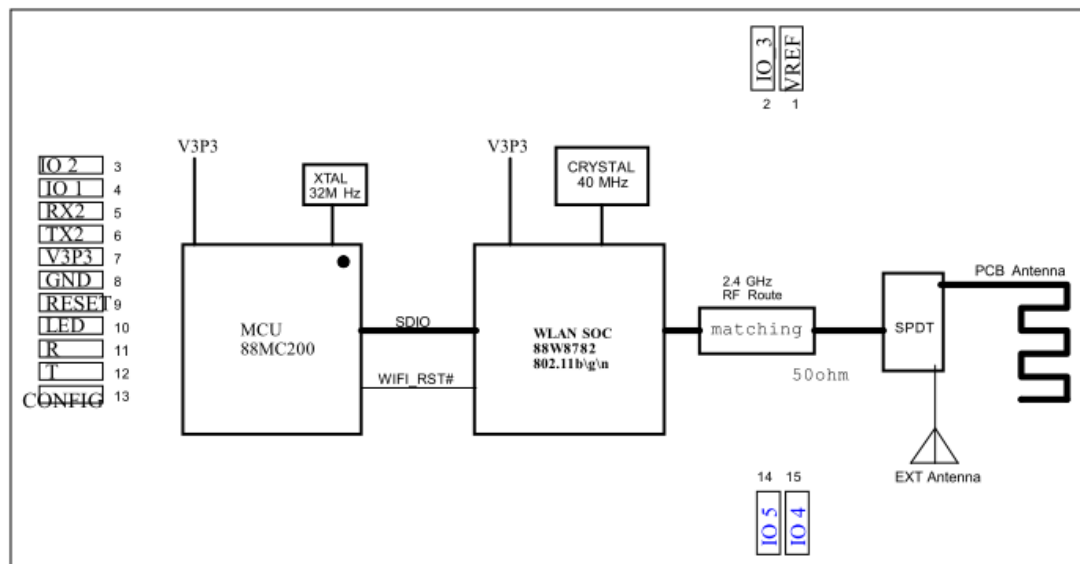 IO_3
VREF
2
1
IO 2 3
IO 1 4
RX2 5
TX2 6
V3P3 7
GND 8
RESET 9
LED 10
R 11
T 12
CONFIG 13
V3P3
XTAL
32M Hz
MCU
88MC200
SDIO
WIFI_RST#
V3P3
CRYSTAL
40 MHz
WLAN SOC
88W8782
802.11b\g\n
2.4 GHz
RF Route
matching
50ohm
SPDT
PCB Antenna
EXT Antenna
14 15
IO 5
IO 4